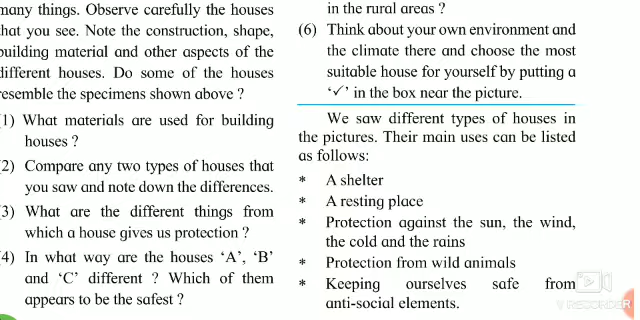 many things. Observe carefully the houses
that you see. Note the construction, shape,
building material and other aspects of the
different houses. Do some of the houses
resemble the specimens shown above ?
(1) What materials are used for building
houses ?
(2) Compare any two types of houses that
you saw and note down the differences.
(3) What are the different things from
which a house gives us protection ?
(4) In what way are the houses ‘A’, ‘B’
and ‘C’ different ? Which of them
appears to be the safest ?
in the rural areas ?
(6) Think about your own environment and
the climate there and choose the most
suitable house for yourself by putting a
‘✓’ in the box near the picture.
We saw different types of houses in
the pictures. Their main uses can be listed
as follows:
* A shelter
* A resting place
* Protection against the sun, the wind,
the cold and the rains
* Protection from wild animals
* Keeping ourselves safe from
anti-social elements.
V RECORDER